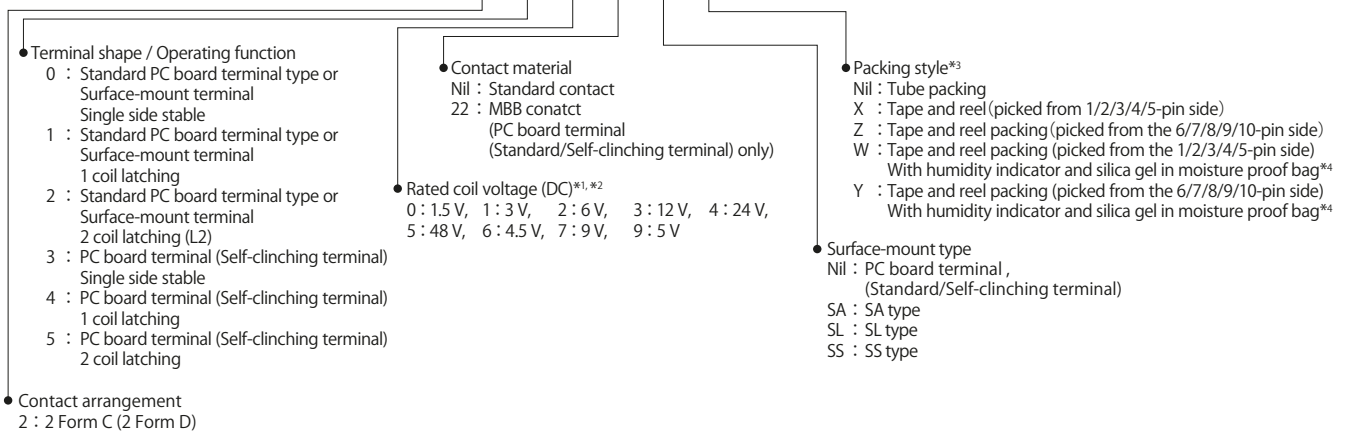 Terminal shape / Operating function
0 : Standard PC board terminal type or
Surface-mount terminal
Single side stable
1 : Standard PC board terminal type or
Surface-mount terminal
1 coil latching
2 : Standard PC board terminal type or
Surface-mount terminal
2 coil latching (L2)
3 : PC board terminal (Self-clinching terminal)
Single side stable
4 : PC board terminal (Self-clinching terminal)
1 coil latching
5 : PC board terminal (Self-clinching terminal)
2 coil latching
Contact arrangement
2 : 2 Form C (2 Form D)
Contact material
Nil : Standard contact
22 : MBB conatct
(PC board terminal
(Standard/Self-clinching terminal) only)
Rated coil voltage (DC)*1, *2
0 : 1.5 V, 1 : 3 V, 2 : 6 V, 3 : 12 V, 4 : 24 V,
5 : 48 V, 6 : 4.5 V, 7 : 9 V, 9 : 5 V
Packing style*3
Nil : Tube packing
X : Tape and reel (picked from 1/2/3/4/5-pin side)
Z : Tape and reel packing (picked from the 6/7/8/9/10-pin side)
W : Tape and reel packing (picked from the 1/2/3/4/5-pin side)
With humidity indicator and silica gel in moisture proof bag*4
Y : Tape and reel packing (picked from the 6/7/8/9/10-pin side)
With humidity indicator and silica gel in moisture proof bag*4
Surface-mount type
Nil : PC board terminal ,
(Standard/Self-clinching terminal)
SA : SA type
SL : SL type
SS : SS type